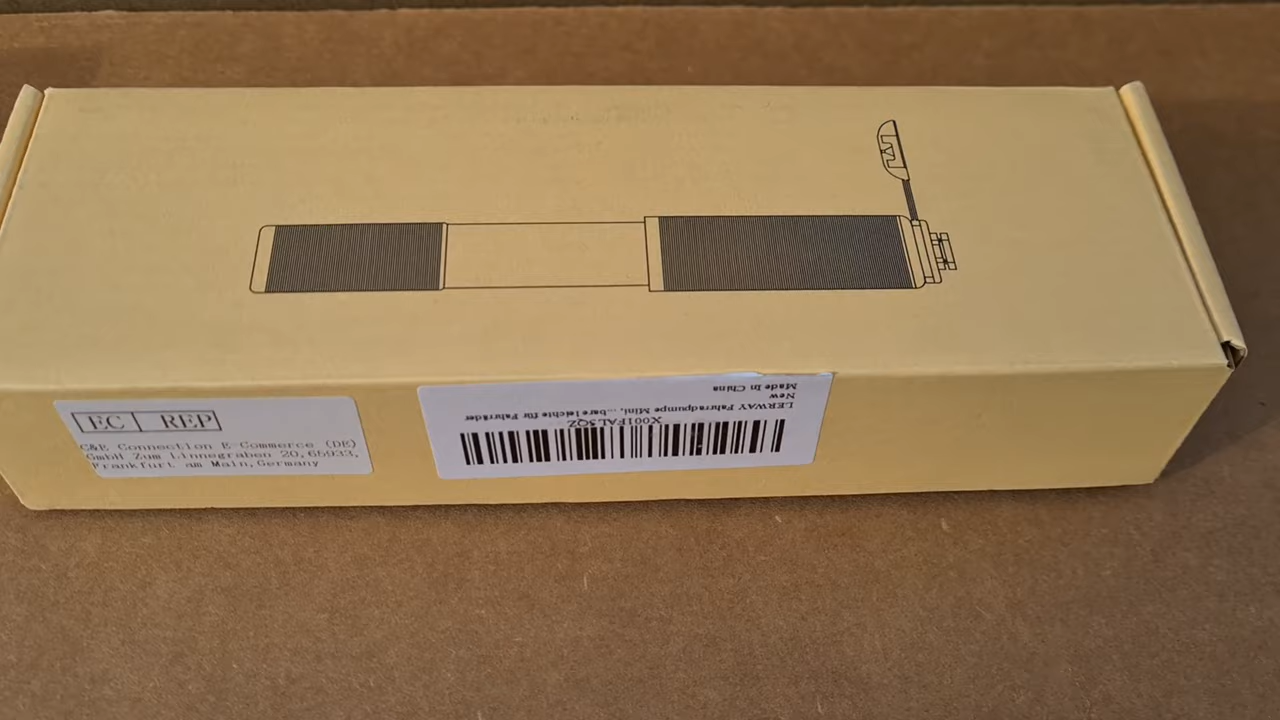 EC REP
C&E Connection E-Commerce (DE)
GmbH Zum Linnegraben 20,65933,
Frankfurt am Main,Germany
X001FAL5QZ
LERWAY Fahrradpumpe Mini, ...bare leichte für Fahrräder
New
Made In China